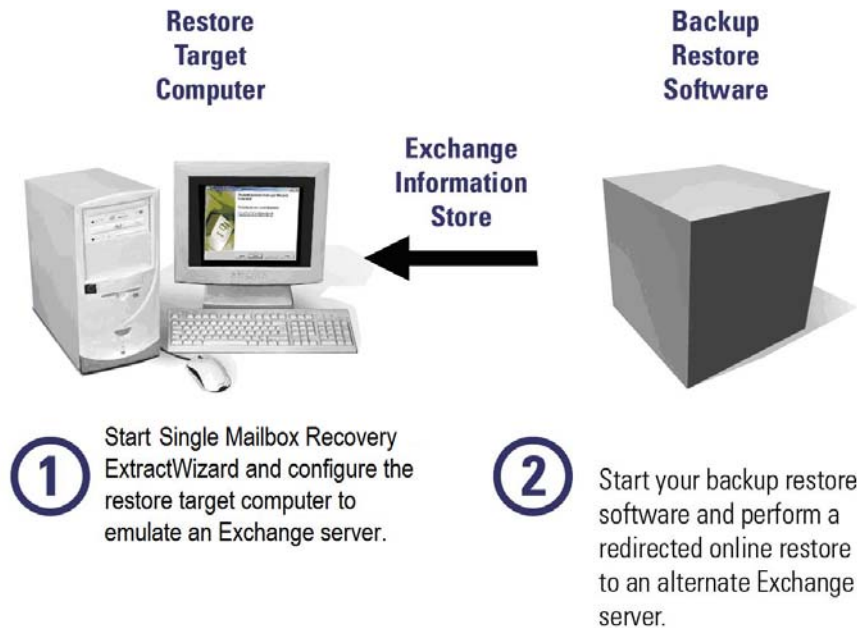 Restore
Target
Computer
Backup
Restore
Software
Exchange
Information
Store
1
Start Single Mailbox Recovery
ExtractWizard and configure the
restore target computer to
emulate an Exchange server.
2
Start your backup restore
software and perform a
redirected online restore
to an alternate Exchange
server.